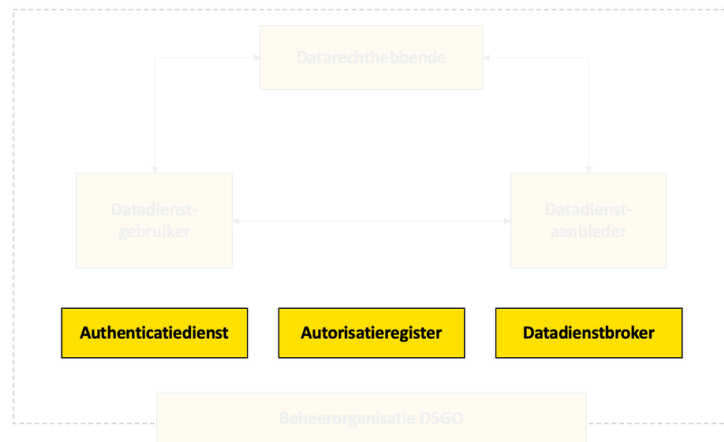 Datarechthebbende
Datadienst-
gebruiker
Datadienst-
aanbieder
Authenticatiedienst
Autorisatieregister
Datadienstbroker
Beheerorganisatie DSGO